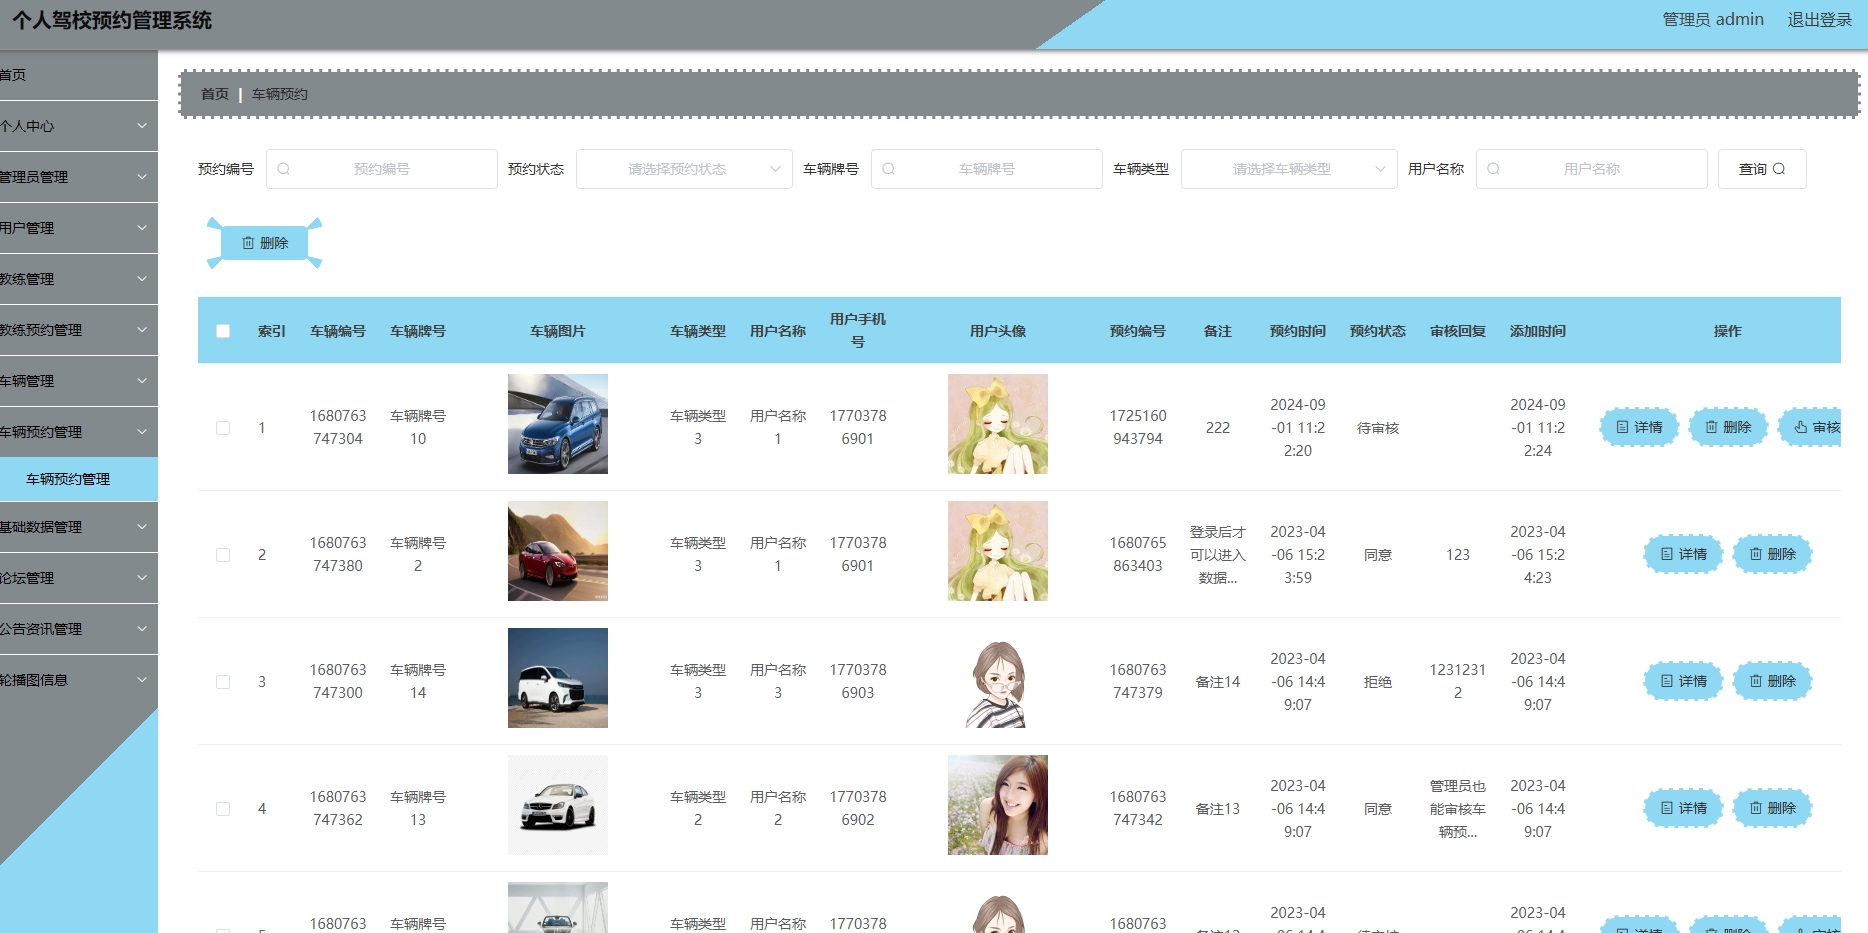 个人驾校预约管理系统
管理员 admin 退出登录
首页
个人中心
管理员管理
用户管理
教练管理
教练预约管理
车辆管理
车辆预约管理
车辆预约管理
基础数据管理
论坛管理
公告资讯管理
轮播图信息
首页 | 车辆预约
预约编号 预约编号 预约状态 请选择预约状态 车辆牌号 车辆牌号 车辆类型 请选择车辆类型 用户名称 用户名称 查询
删除
索引 车辆编号 车辆牌号 车辆图片 车辆类型 用户名称 用户手机号 用户头像 预约编号 备注 预约时间 预约状态 审核回复 添加时间 操作
1 1680763747304 车辆牌号10 车辆类型3 用户名称1 17703786901 1725160943794 222 2024-09-01 11:22:20 待审核 2024-09-01 11:22:24 详情 删除 审核
2 1680763747380 车辆牌号2 车辆类型3 用户名称1 17703786901 1680765863403 登录后才可以进入数据... 2023-04-06 15:23:59 同意 123 2023-04-06 15:24:23 详情 删除
3 1680763747300 车辆牌号14 车辆类型3 用户名称3 17703786903 1680763747379 备注14 2023-04-06 14:49:07 拒绝 12312312 2023-04-06 14:49:07 详情 删除
4 1680763747362 车辆牌号13 车辆类型2 用户名称2 17703786902 1680763747342 备注13 2023-04-06 14:49:07 同意 管理员也能审核车辆预... 2023-04-06 14:49:07 详情 删除
1680763 车辆牌号 车辆类型 用户名称 1770378 1680763 2023-04 2023-04